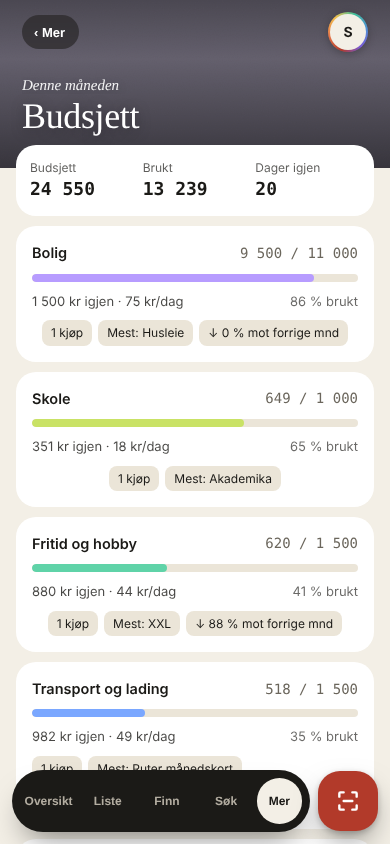 ‹ Mer
S
Denne måneden
Budsjett
Budsjett Brukt Dager igjen
24 550 13 239 20
Bolig 9 500 / 11 000
1 500 kr igjen · 75 kr/dag 86 % brukt
1 kjøp Mest: Husleie ↓ 0 % mot forrige mnd
Skole 649 / 1 000
351 kr igjen · 18 kr/dag 65 % brukt
1 kjøp Mest: Akademika
Fritid og hobby 620 / 1 500
880 kr igjen · 44 kr/dag 41 % brukt
1 kjøp Mest: XXL ↓ 88 % mot forrige mnd
Transport og lading 518 / 1 500
982 kr igjen · 49 kr/dag 35 % brukt
1 kjøp Mest: Ruter månedskort
Oversikt Liste Finn Søk Mer